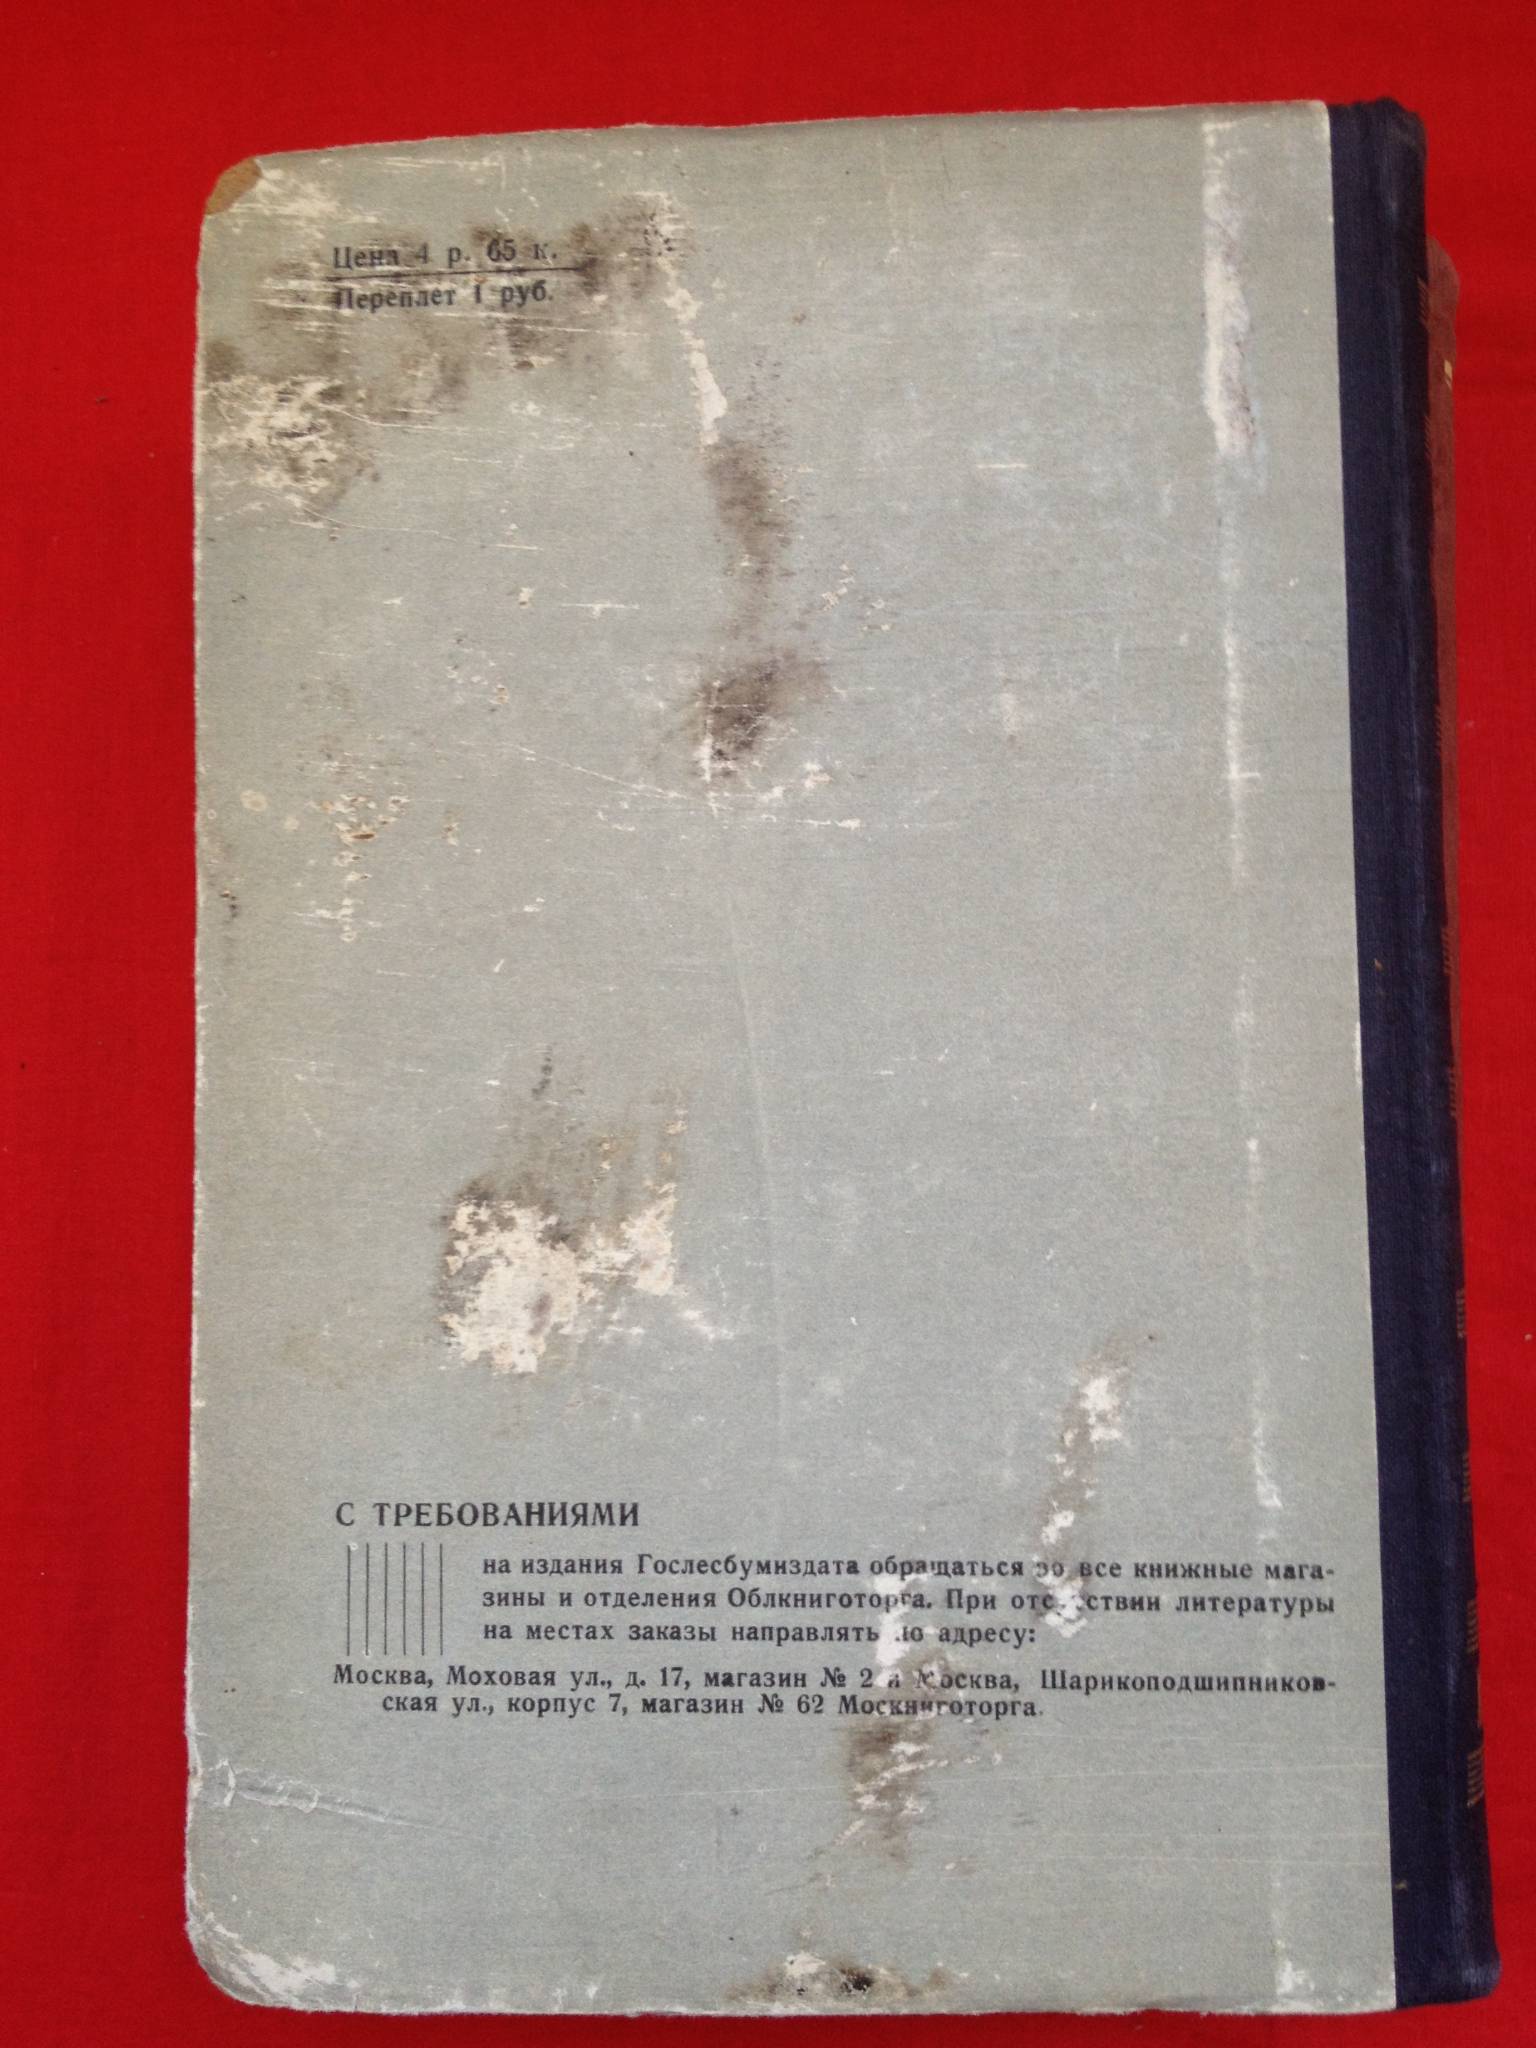 Цена 4 р. 65 к.
Переплет 1 руб.
С ТРЕБОВАНИЯМИ
на издания Гослесбумиздата обращаться во все книжные мага-
зины и отделения Облкниготорга. При отсутствии литературы
на местах заказы направлять по адресу:
Москва, Моховая ул., д. 17, магазин № 2 и Москва, Шарикоподшипников-
ская ул., корпус 7, магазин № 62 Москниготорга.